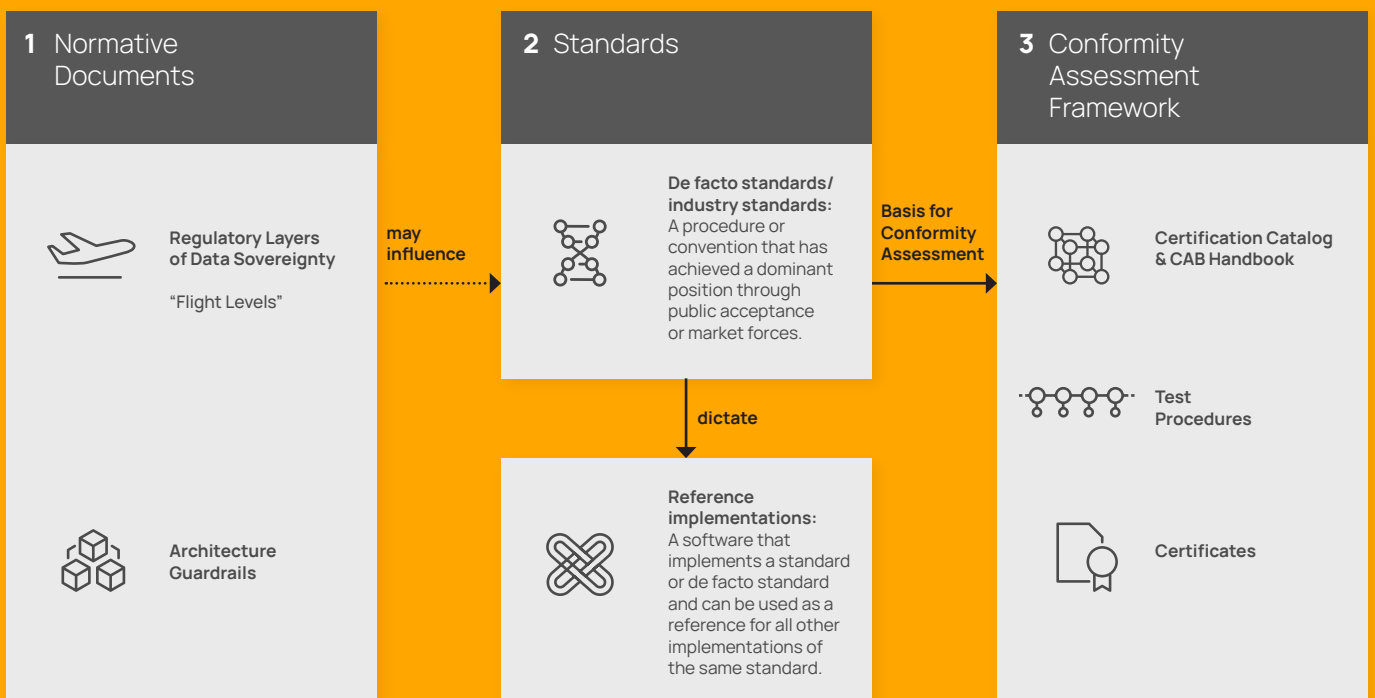 1 Normative
Documents
Regulatory Layers
of Data Sovereignty
“Flight Levels”
Architecture
Guardrails
may
influence
2 Standards
De facto standards/
industry standards:
A procedure or
convention that has
achieved a dominant
position through
public acceptance
or market forces.
dictate
Reference
implementations:
A software that
implements a standard
or de facto standard
and can be used as a
reference for all other
implementations of
the same standard.
Basis for
Conformity
Assessment
3 Conformity
Assessment
Framework
Certification Catalog
& CAB Handbook
Test
Procedures
Certificates